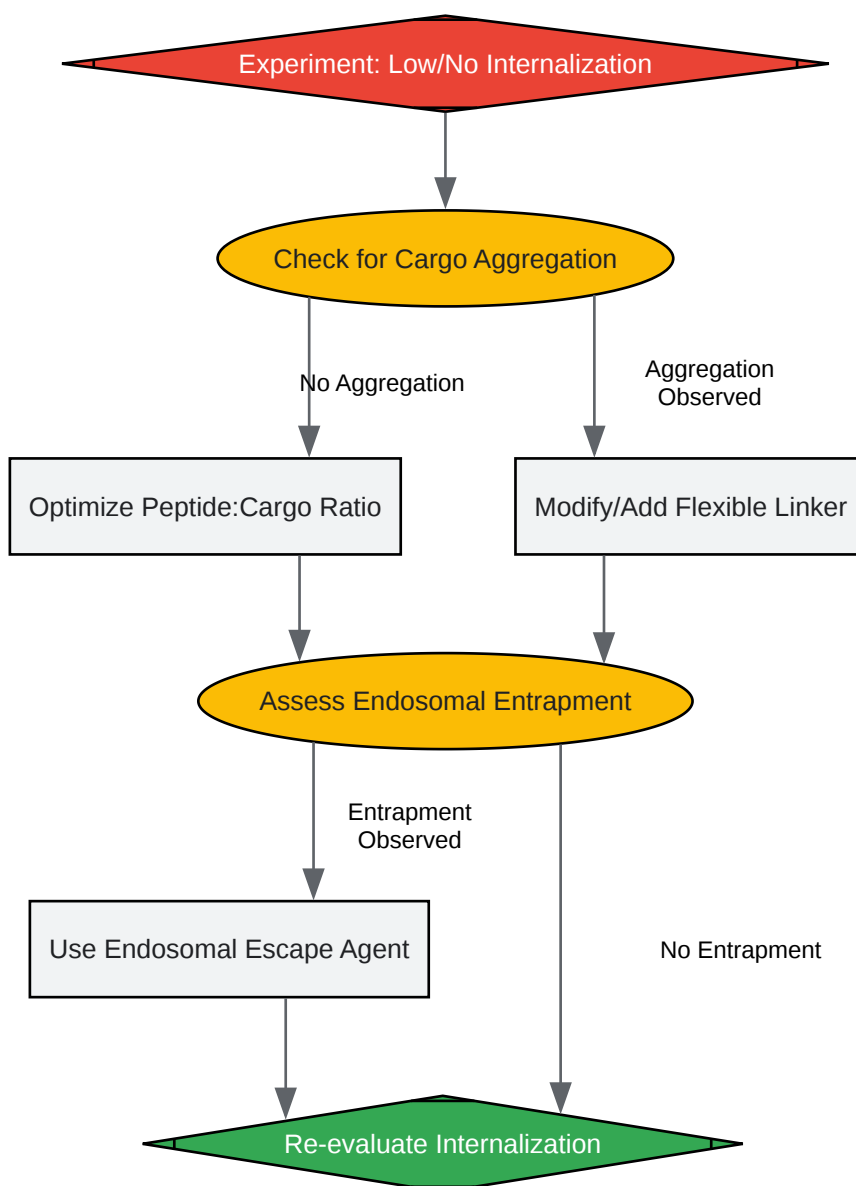 Experiment: Low/No Internalization
Check for Cargo Aggregation
No Aggregation
Aggregation
Observed
Optimize Peptide:Cargo Ratio
Modify/Add Flexible Linker
Assess Endosomal Entrapment
Entrapment
Observed
Use Endosomal Escape Agent
No Entrapment
Re-evaluate Internalization